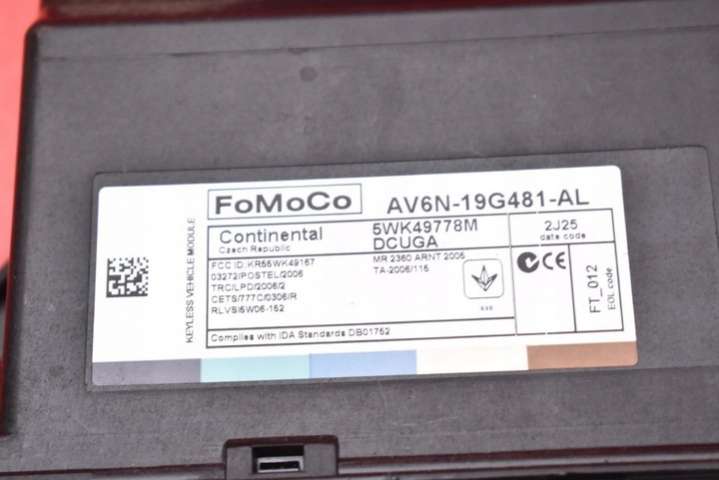 FoMoCo AV6N-19G481-AL
Continental
Czech Republic
5WK49778M
DCUGA
2J25
date code
FCC ID: KR55WK49167
03272/POSTEL/2006
TRC/LPD/2006/2
CETS/777C/0306/R
RLVSI5W06-152
MR 2360 ARNT 2006
TA-2006/115
CE
FT_012
EOL code
Complies with IDA Standards DB01752
KEYLESS VEHICLE MODULE